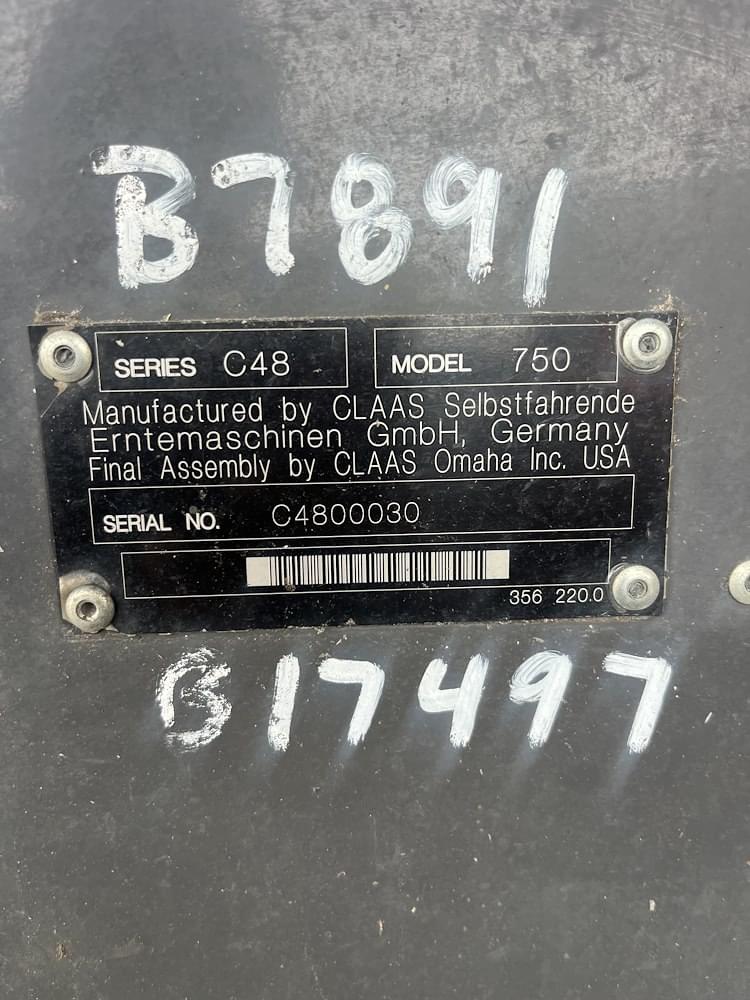 B7891
SERIES C48 MODEL 750
Manufactured by CLAAS Selbstfahrende
Erntemaschinen GmbH, Germany
Final Assembly by CLAAS Omaha Inc. USA
SERIAL NO. C4800030
356 220.0
B17497